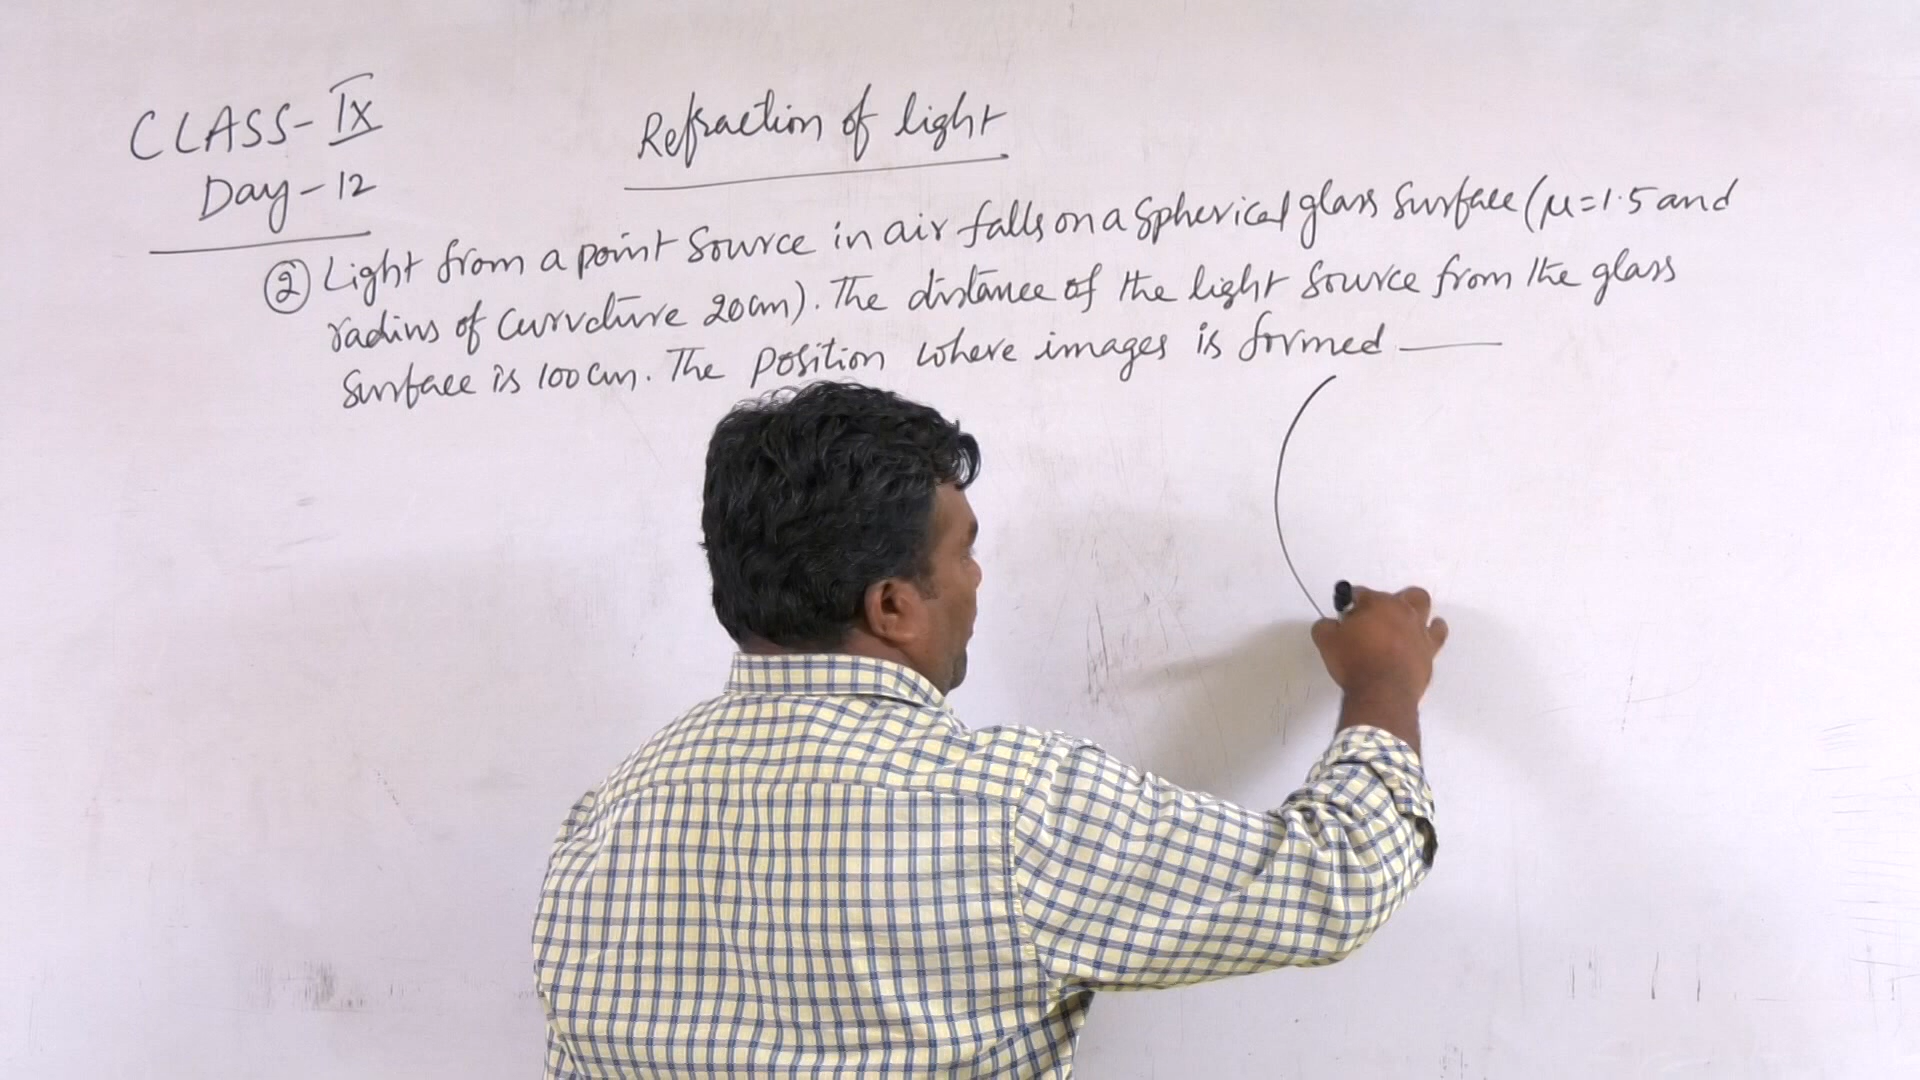 CLASS-IX
Day-12
Refraction of light
② Light from a point source in air falls on a spherical glass surface (μ=1.5 and
radius of curvature 20cm). The distance of the light source from the glass
surface is 100cm. The position where images is formed ____